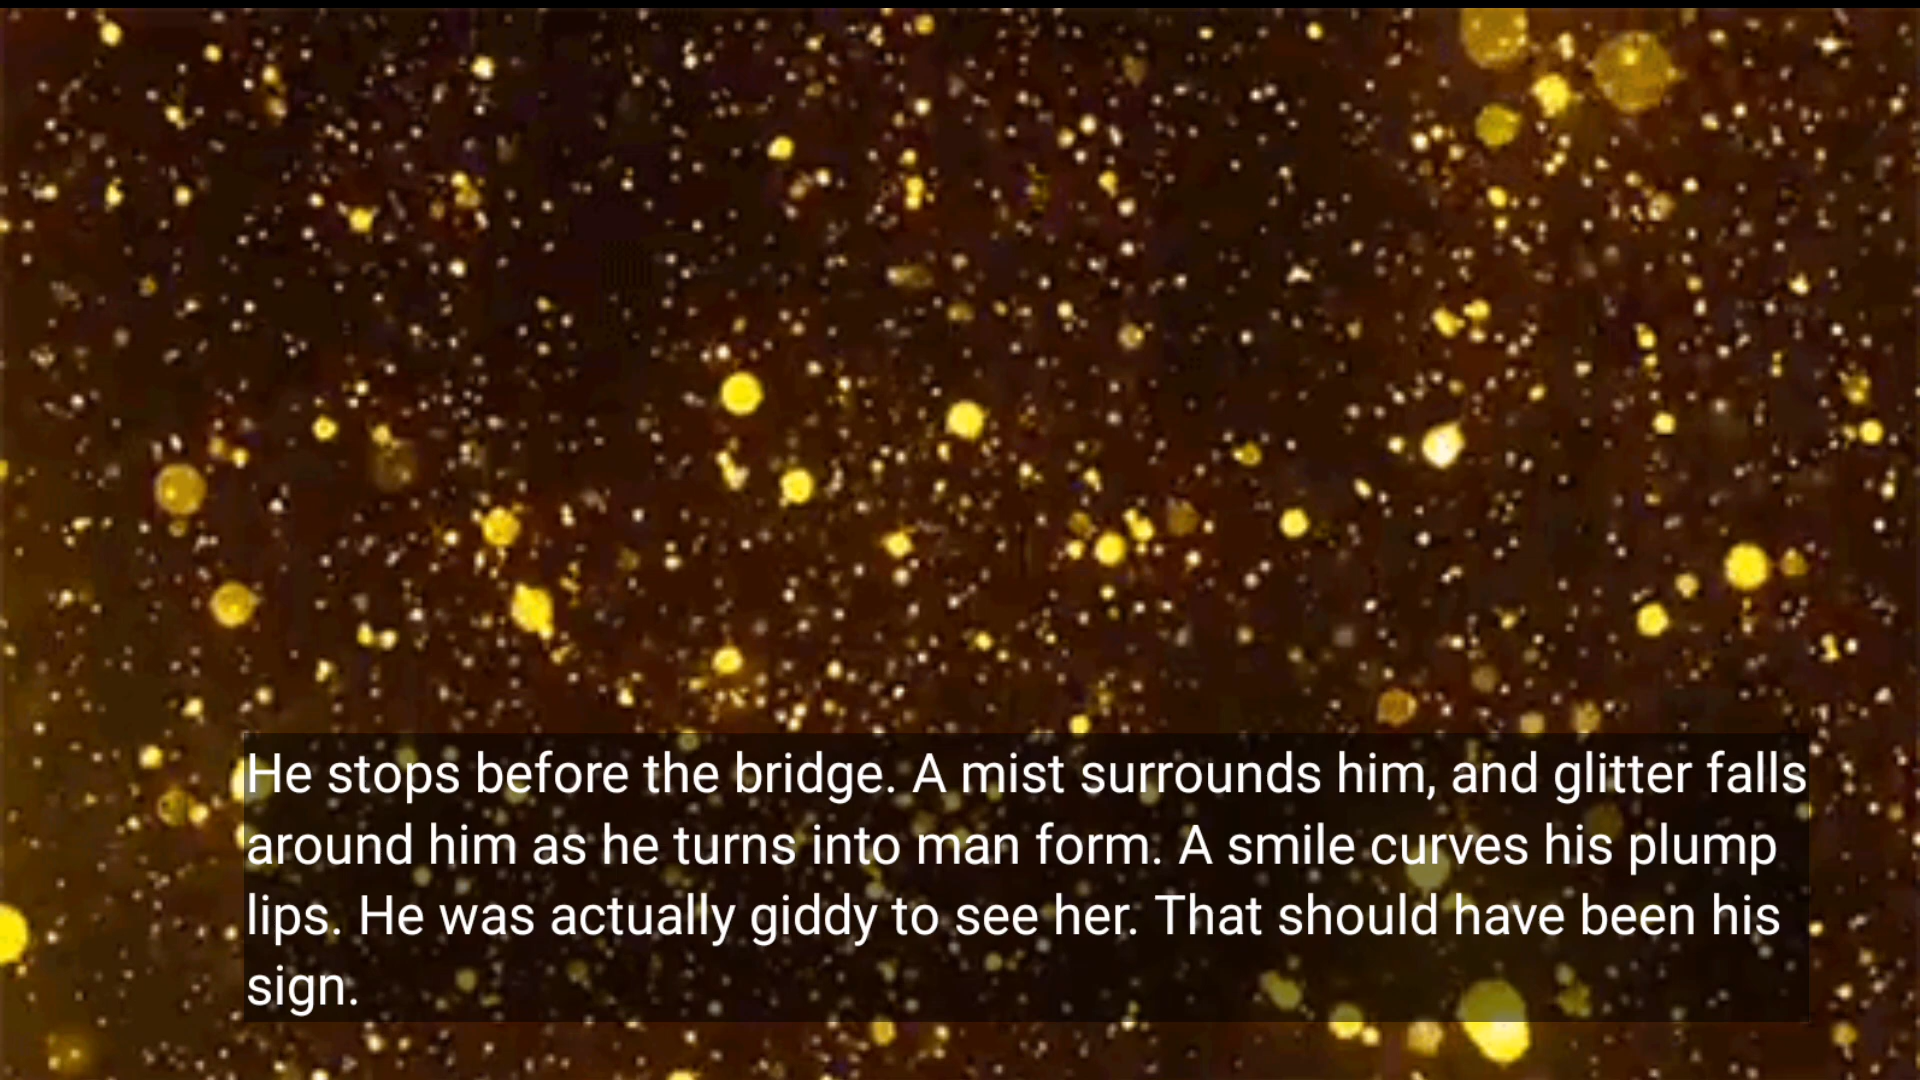 He stops before the bridge. A mist surrounds him, and glitter falls
around him as he turns into man form. A smile curves his plump
lips. He was actually giddy to see her. That should have been his
sign.